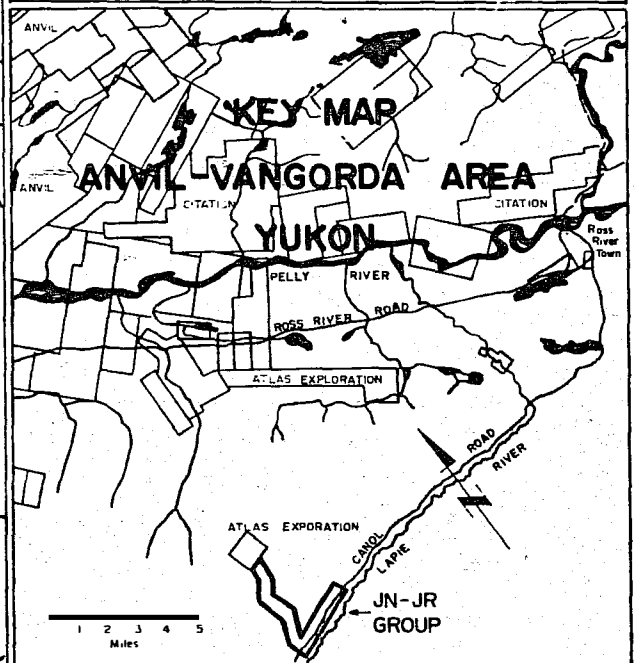 ANVIL
KEY MAP
ANVIL-VANGORDA AREA
ANVIL
CITATION
CITATION
YUKON
Ross
River
Town
PELLY RIVER
ROSS RIVER ROAD
ATLAS EXPLORATION
CANOL ROAD
LAPIE RIVER
ATLAS EXPORATION
JN-JR
GROUP
1 2 3 4 5
Miles